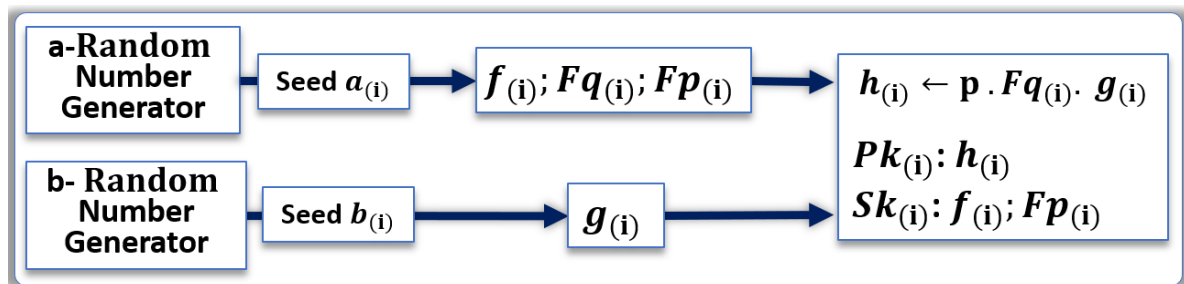 a-Random
Number
Generator
Seed a₍ᵢ₎
f₍ᵢ₎; Fq₍ᵢ₎; Fp₍ᵢ₎
b- Random
Number
Generator
Seed b₍ᵢ₎
g₍ᵢ₎
h₍ᵢ₎ ← p . Fq₍ᵢ₎. g₍ᵢ₎
Pk₍ᵢ₎: h₍ᵢ₎
Sk₍ᵢ₎: f₍ᵢ₎; Fp₍ᵢ₎